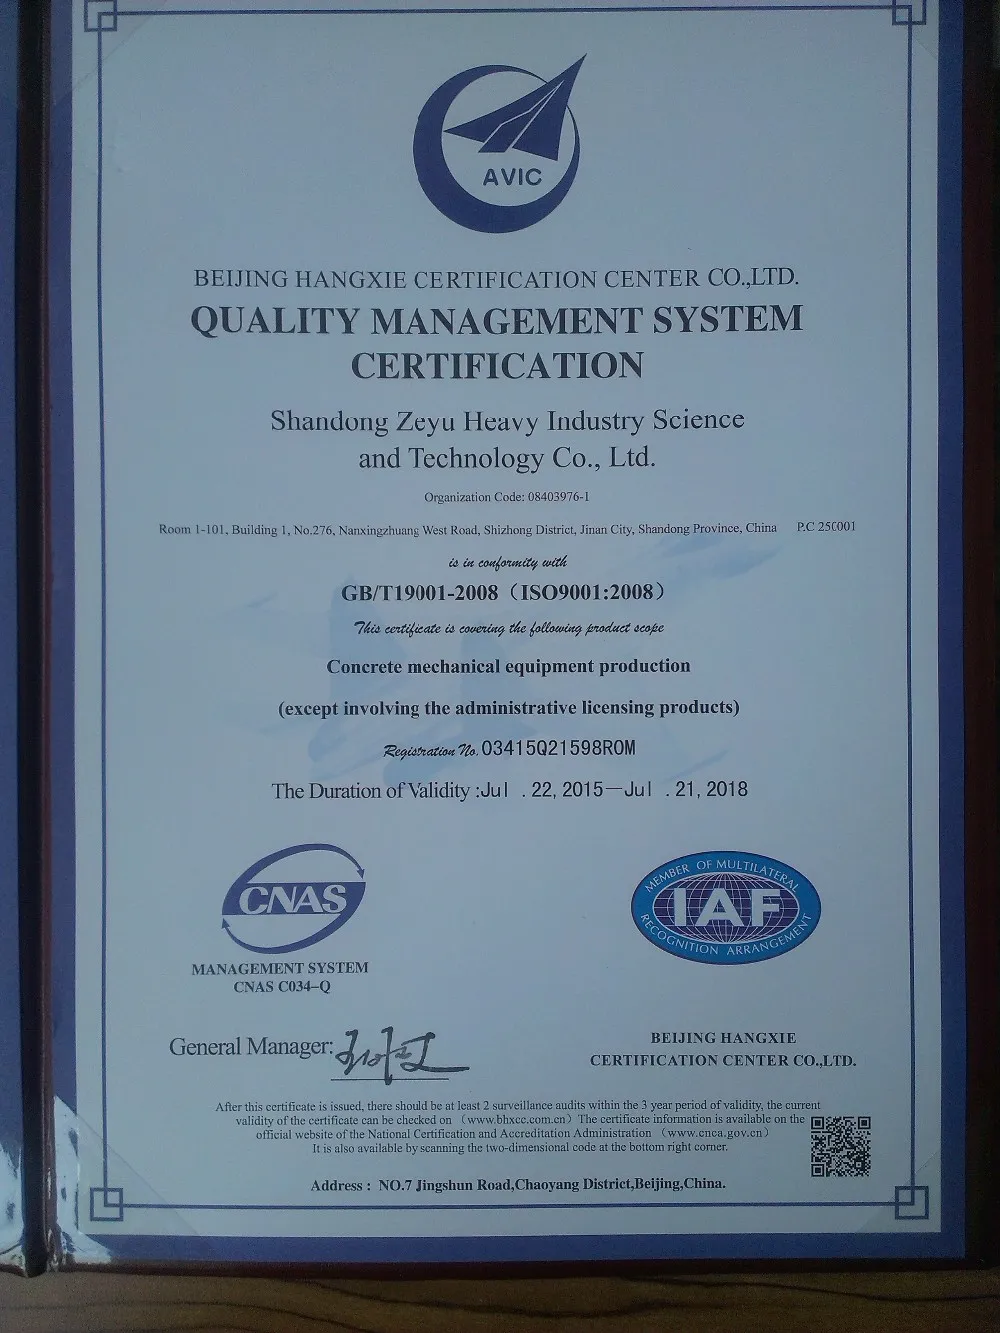 AVIC
BEIJING HANGXIE CERTIFICATION CENTER CO.,LTD.
QUALITY MANAGEMENT SYSTEM
CERTIFICATION
Shandong Zeyu Heavy Industry Science
and Technology Co., Ltd.
Organization Code: 08403976-1
Room 1-101, Building 1, No.276, Nanxingzhuang West Road, Shizhong District, Jinan City, Shandong Province, China P.C 250001
is in conformity with
GB/T19001-2008（ISO9001:2008）
This certificate is covering the following product scope
Concrete mechanical equipment production
(except involving the administrative licensing products)
Registration No. 03415Q21598R0M
The Duration of Validity :Jul . 22, 2015—Jul . 21, 2018
CNAS
MANAGEMENT SYSTEM
CNAS C034-Q
MEMBER OF MULTILATERAL
IAF
RECOGNITION ARRANGEMENT
General Manager:
BEIJING HANGXIE
CERTIFICATION CENTER CO.,LTD.
After this certificate is issued, there should be at least 2 surveillance audits within the 3 year period of validity, the current
validity of the certificate can be checked on （www.bhxcc.com.cn）The certificate information is available on the
official website of the National Certification and Accreditation Administration （www.cnca.gov.cn）
It is also available by scanning the two-dimensional code at the bottom right corner.
Address : NO.7 Jingshun Road,Chaoyang District,Beijing,China.